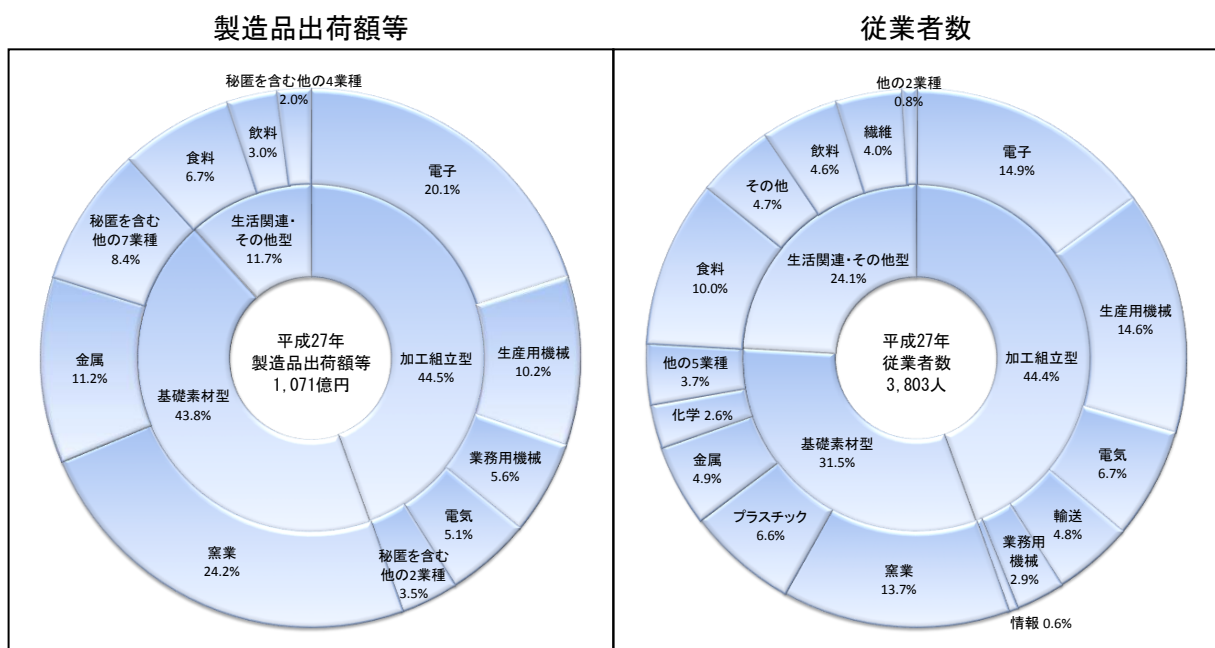 製造品出荷額等
秘匿を含む他の4業種
2.0%
飲料
3.0%
食料
6.7%
電子
20.1%
秘匿を含む
他の7業種
8.4%
生活関連・
その他型
11.7%
金属
11.2%
基礎素材型
43.8%
平成27年
製造品出荷額等
1,071億円
加工組立型
44.5%
生産用機械
10.2%
業務用機械
5.6%
電気
5.1%
秘匿を含む
他の2業種
3.5%
窯業
24.2%
従業者数
他の2業種
0.8%
繊維
4.0%
飲料
4.6%
その他
4.7%
電子
14.9%
食料
10.0%
生活関連・その他型
24.1%
生産用機械
14.6%
平成27年
従業者数
3,803人
加工組立型
44.4%
他の5業種
3.7%
化学 2.6%
基礎素材型
31.5%
金属
4.9%
電気
6.7%
プラスチック
6.6%
輸送
4.8%
業務用
機械
2.9%
窯業
13.7%
情報 0.6%